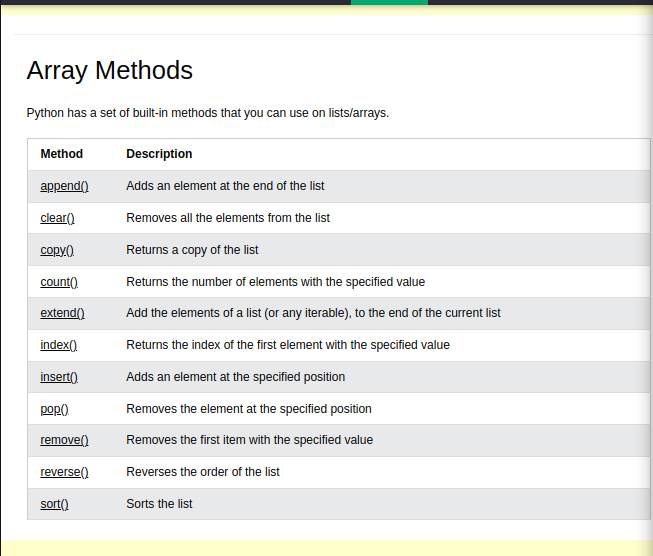 Array Methods
Python has a set of built-in methods that you can use on lists/arrays.
Method Description
append() Adds an element at the end of the list
clear() Removes all the elements from the list
copy() Returns a copy of the list
count() Returns the number of elements with the specified value
extend() Add the elements of a list (or any iterable), to the end of the current list
index() Returns the index of the first element with the specified value
insert() Adds an element at the specified position
pop() Removes the element at the specified position
remove() Removes the first item with the specified value
reverse() Reverses the order of the list
sort() Sorts the list